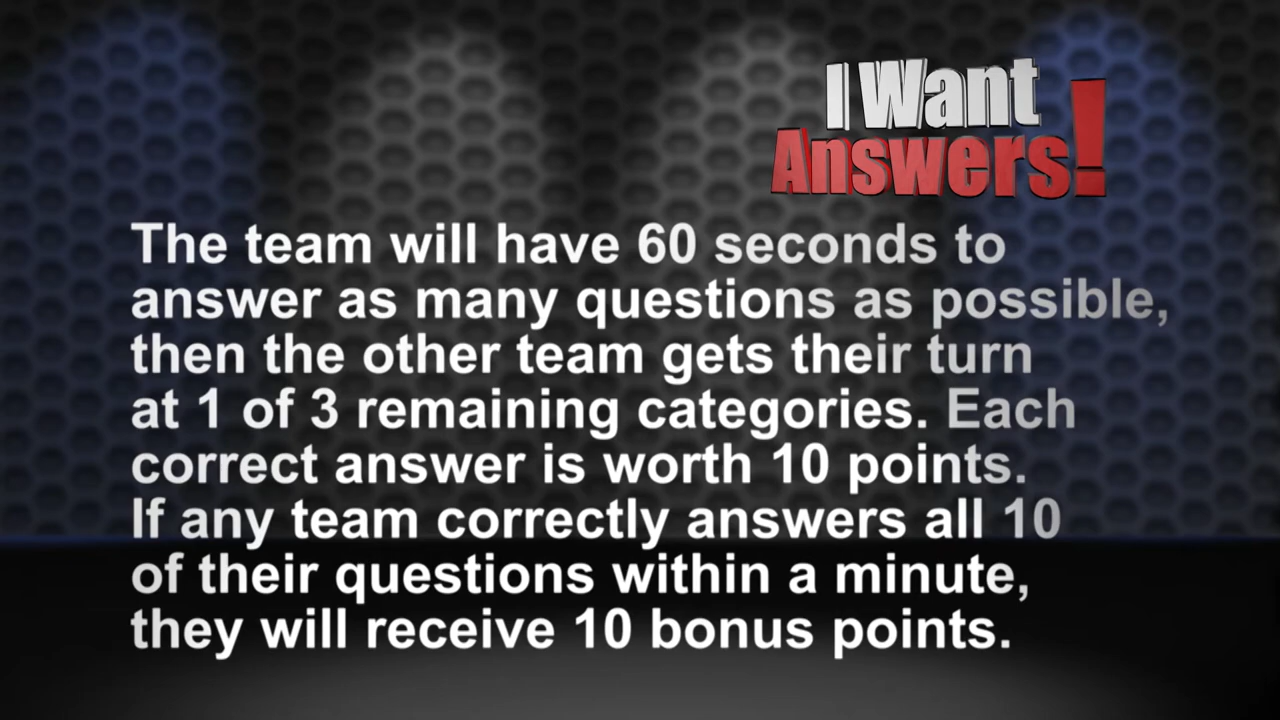 I Want
Answers!
The team will have 60 seconds to
answer as many questions as possible,
then the other team gets their turn
at 1 of 3 remaining categories. Each
correct answer is worth 10 points.
If any team correctly answers all 10
of their questions within a minute,
they will receive 10 bonus points.